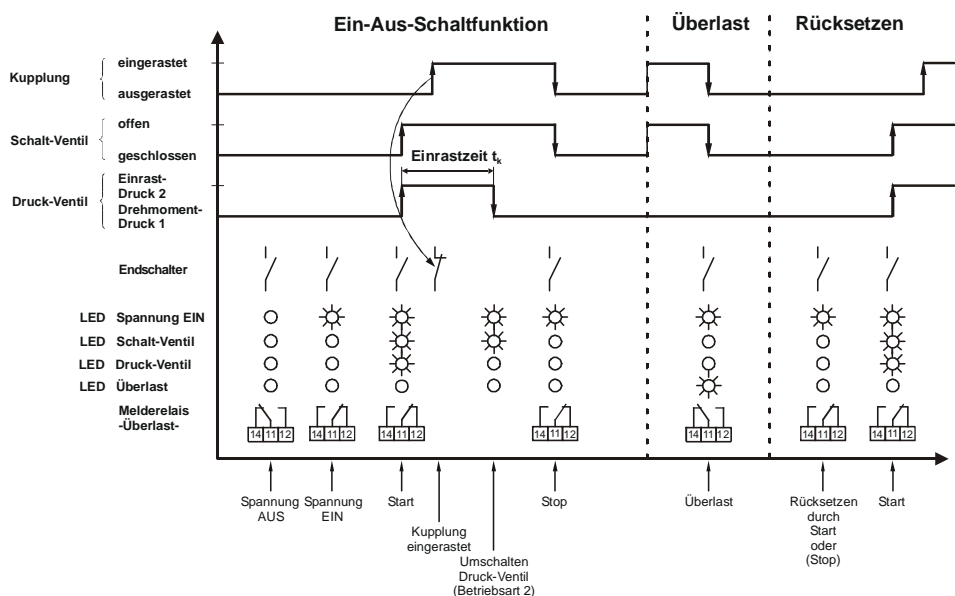 Ein-Aus-Schaltfunktion
Überlast
Rücksetzen
Kupplung
eingerastet
ausgerastet
Schalt-Ventil
offen
geschlossen
Einrastzeit tk
Druck-Ventil
Einrast-
Druck 2
Drehmoment-
Druck 1
Endschalter
LED Spannung EIN
LED Schalt-Ventil
LED Druck-Ventil
LED Überlast
Melderelais
-Überlast-
14 11 12
14 11 12
14 11 12
14 11 12
14 11 12
14 11 12
14 11 12
Spannung
AUS
Spannung
EIN
Start
Kupplung
eingerastet
Umschalten
Druck-Ventil
(Betriebsart 2)
Stop
Überlast
Rücksetzen
durch
Start
oder
(Stop)
Start